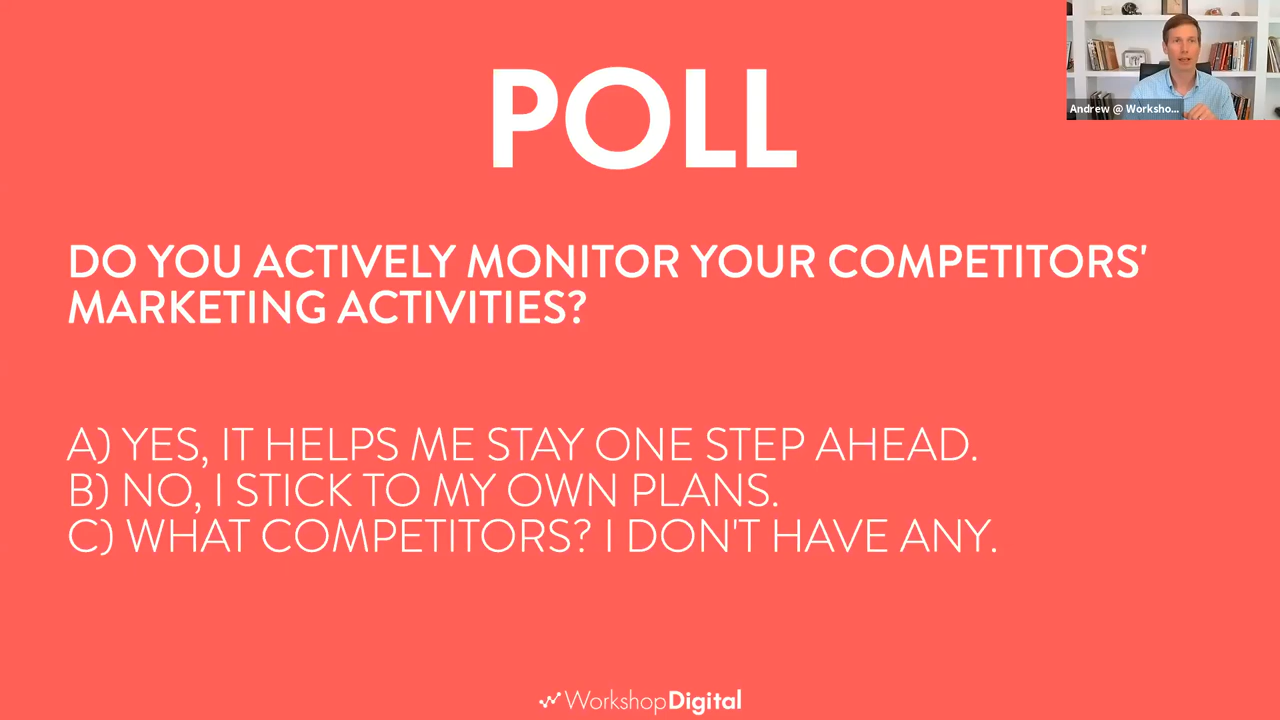 POLL
Andrew @ Worksho...
DO YOU ACTIVELY MONITOR YOUR COMPETITORS'
MARKETING ACTIVITIES?
A) YES, IT HELPS ME STAY ONE STEP AHEAD.
B) NO, I STICK TO MY OWN PLANS.
C) WHAT COMPETITORS? I DON'T HAVE ANY.
WorkshopDigital